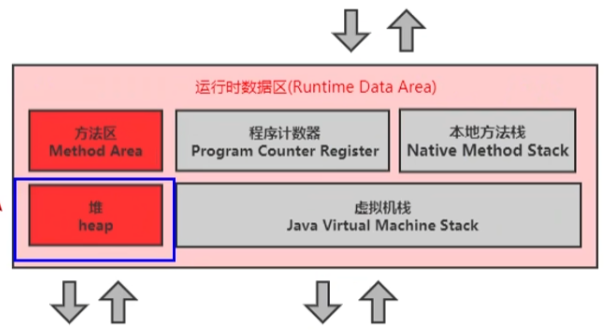 运行时数据区(Runtime Data Area)
方法区
Method Area
程序计数器
Program Counter Register
本地方法栈
Native Method Stack
堆
heap
虚拟机栈
Java Virtual Machine Stack